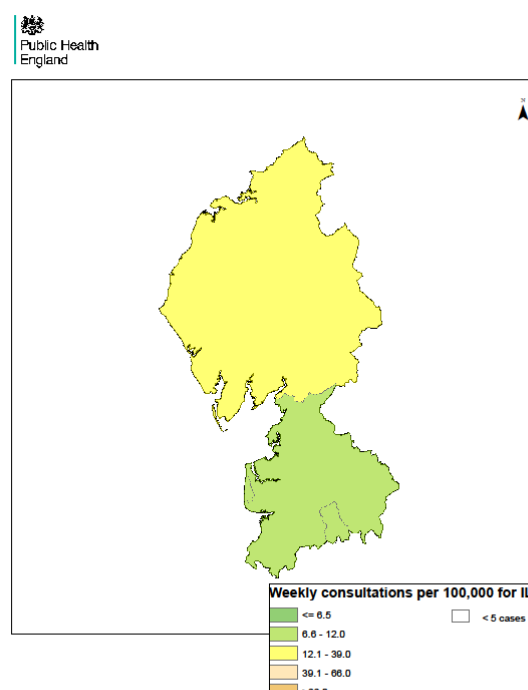 Public Health
England
Weekly consultations per 100,000 for
<= 6.5
< 5 cases
6.6 - 12.0
12.1 - 39.0
39.1 - 66.0